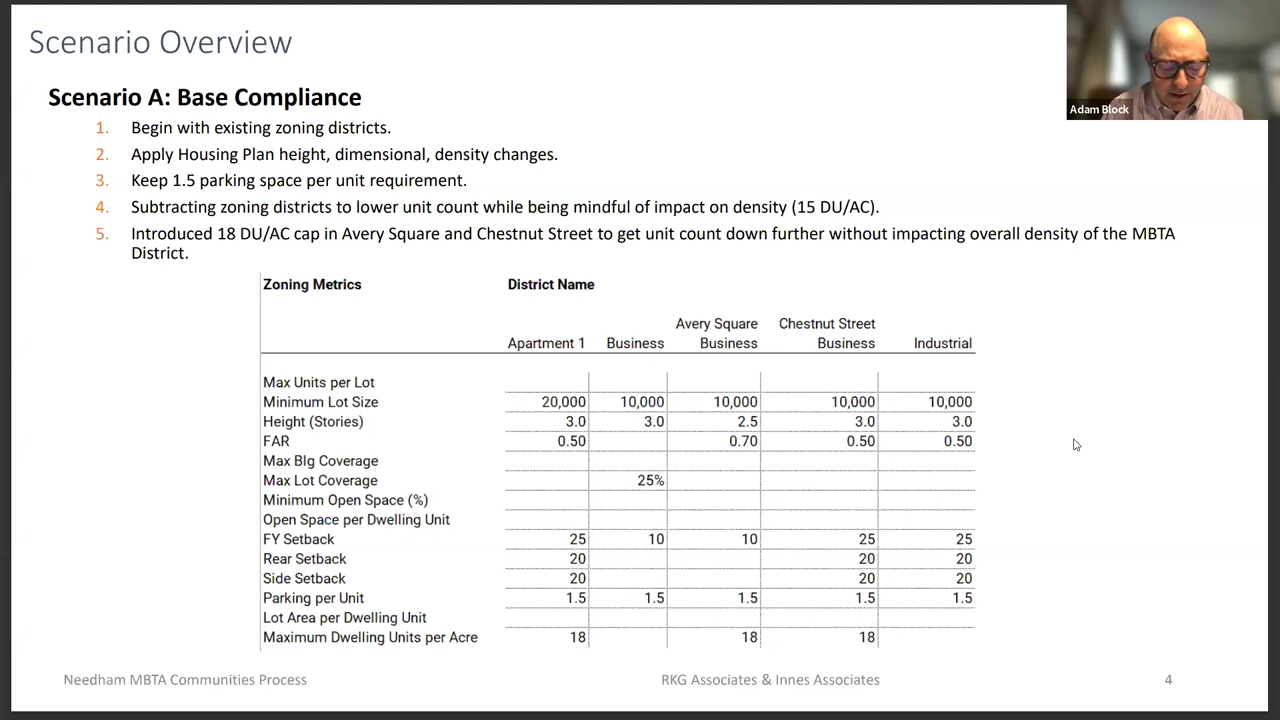 Scenario Overview
Adam Block
Scenario A: Base Compliance
1. Begin with existing zoning districts.
2. Apply Housing Plan height, dimensional, density changes.
3. Keep 1.5 parking space per unit requirement.
4. Subtracting zoning districts to lower unit count while being mindful of impact on density (15 DU/AC).
5. Introduced 18 DU/AC cap in Avery Square and Chestnut Street to get unit count down further without impacting overall density of the MBTA
District.
Zoning Metrics District Name
Avery Square Chestnut Street
Apartment 1 Business Business Business Industrial
Max Units per Lot
Minimum Lot Size 20,000 10,000 10,000 10,000 10,000
Height (Stories) 3.0 3.0 2.5 3.0 3.0
FAR 0.50 0.70 0.50 0.50
Max Blg Coverage
Max Lot Coverage 25%
Minimum Open Space (%)
Open Space per Dwelling Unit
FY Setback 25 10 10 25 25
Rear Setback 20 20 20
Side Setback 20 20 20
Parking per Unit 1.5 1.5 1.5 1.5 1.5
Lot Area per Dwelling Unit
Maximum Dwelling Units per Acre 18 18 18
Needham MBTA Communities Process RKG Associates & Innes Associates 4